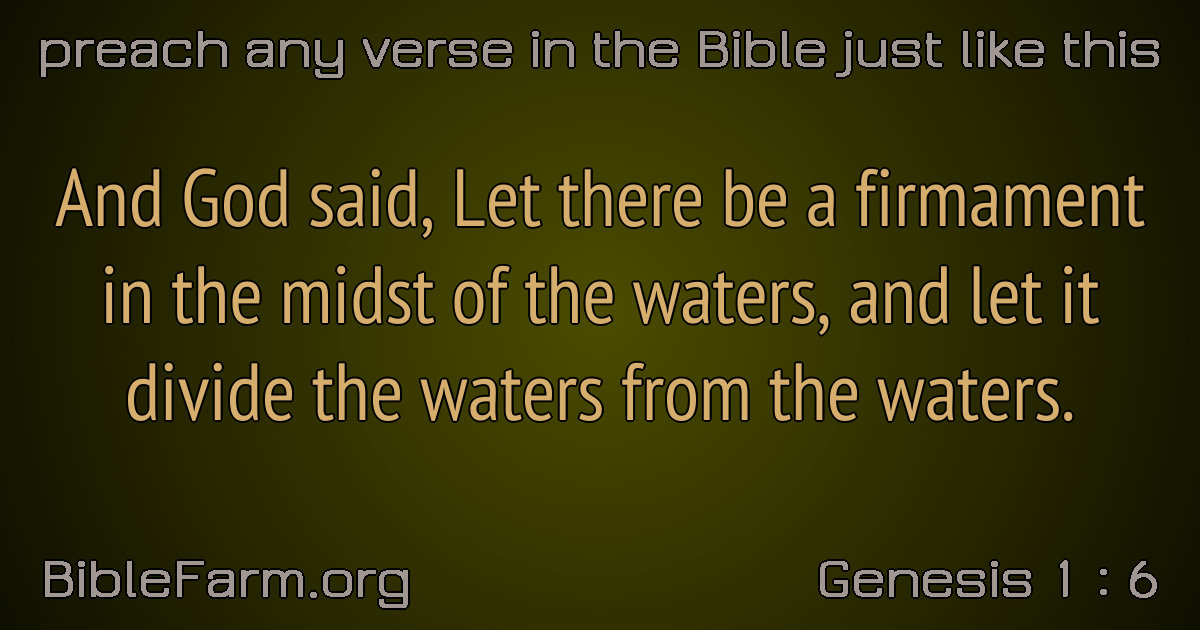 preach any verse in the Bible just like this
And God said, Let there be a firmament
in the midst of the waters, and let it
divide the waters from the waters.
BibleFarm.org
Genesis 1 : 6